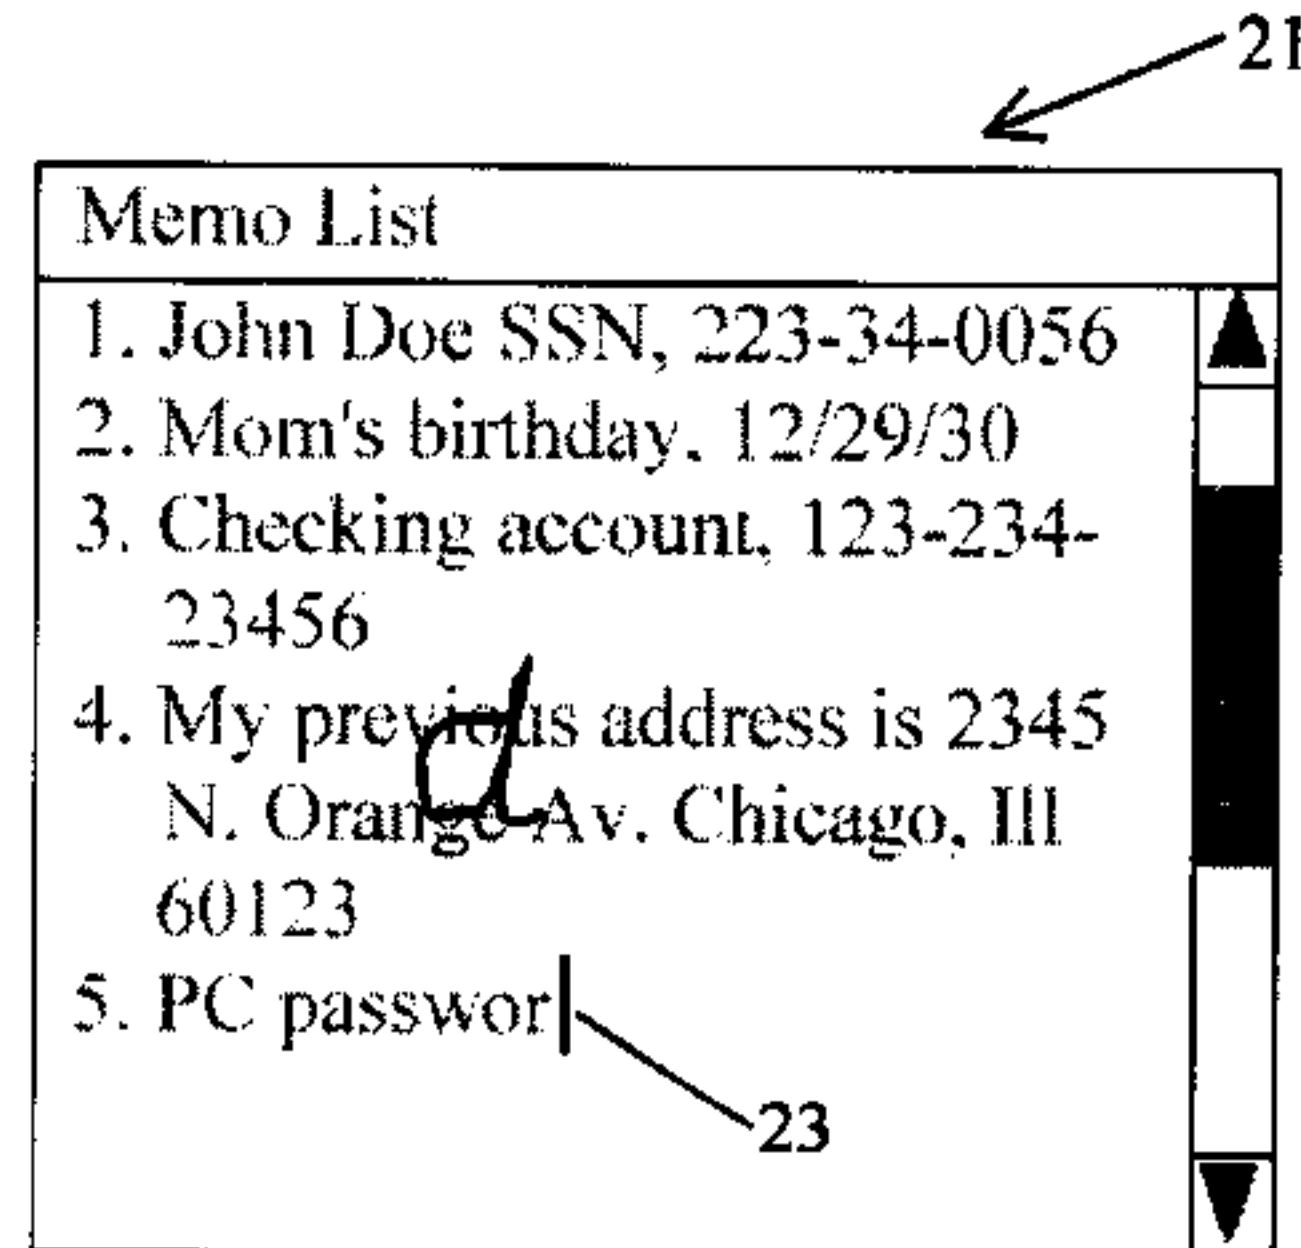 Memo List
1. John Doe SSN, 223-34-0056
2. Mom's birthday, 12/29/30
3. Checking account, 123-234-
23456
4. My previous address is 2345
N. Orange Av. Chicago, Ill
60123
d
5. PC passwor
23